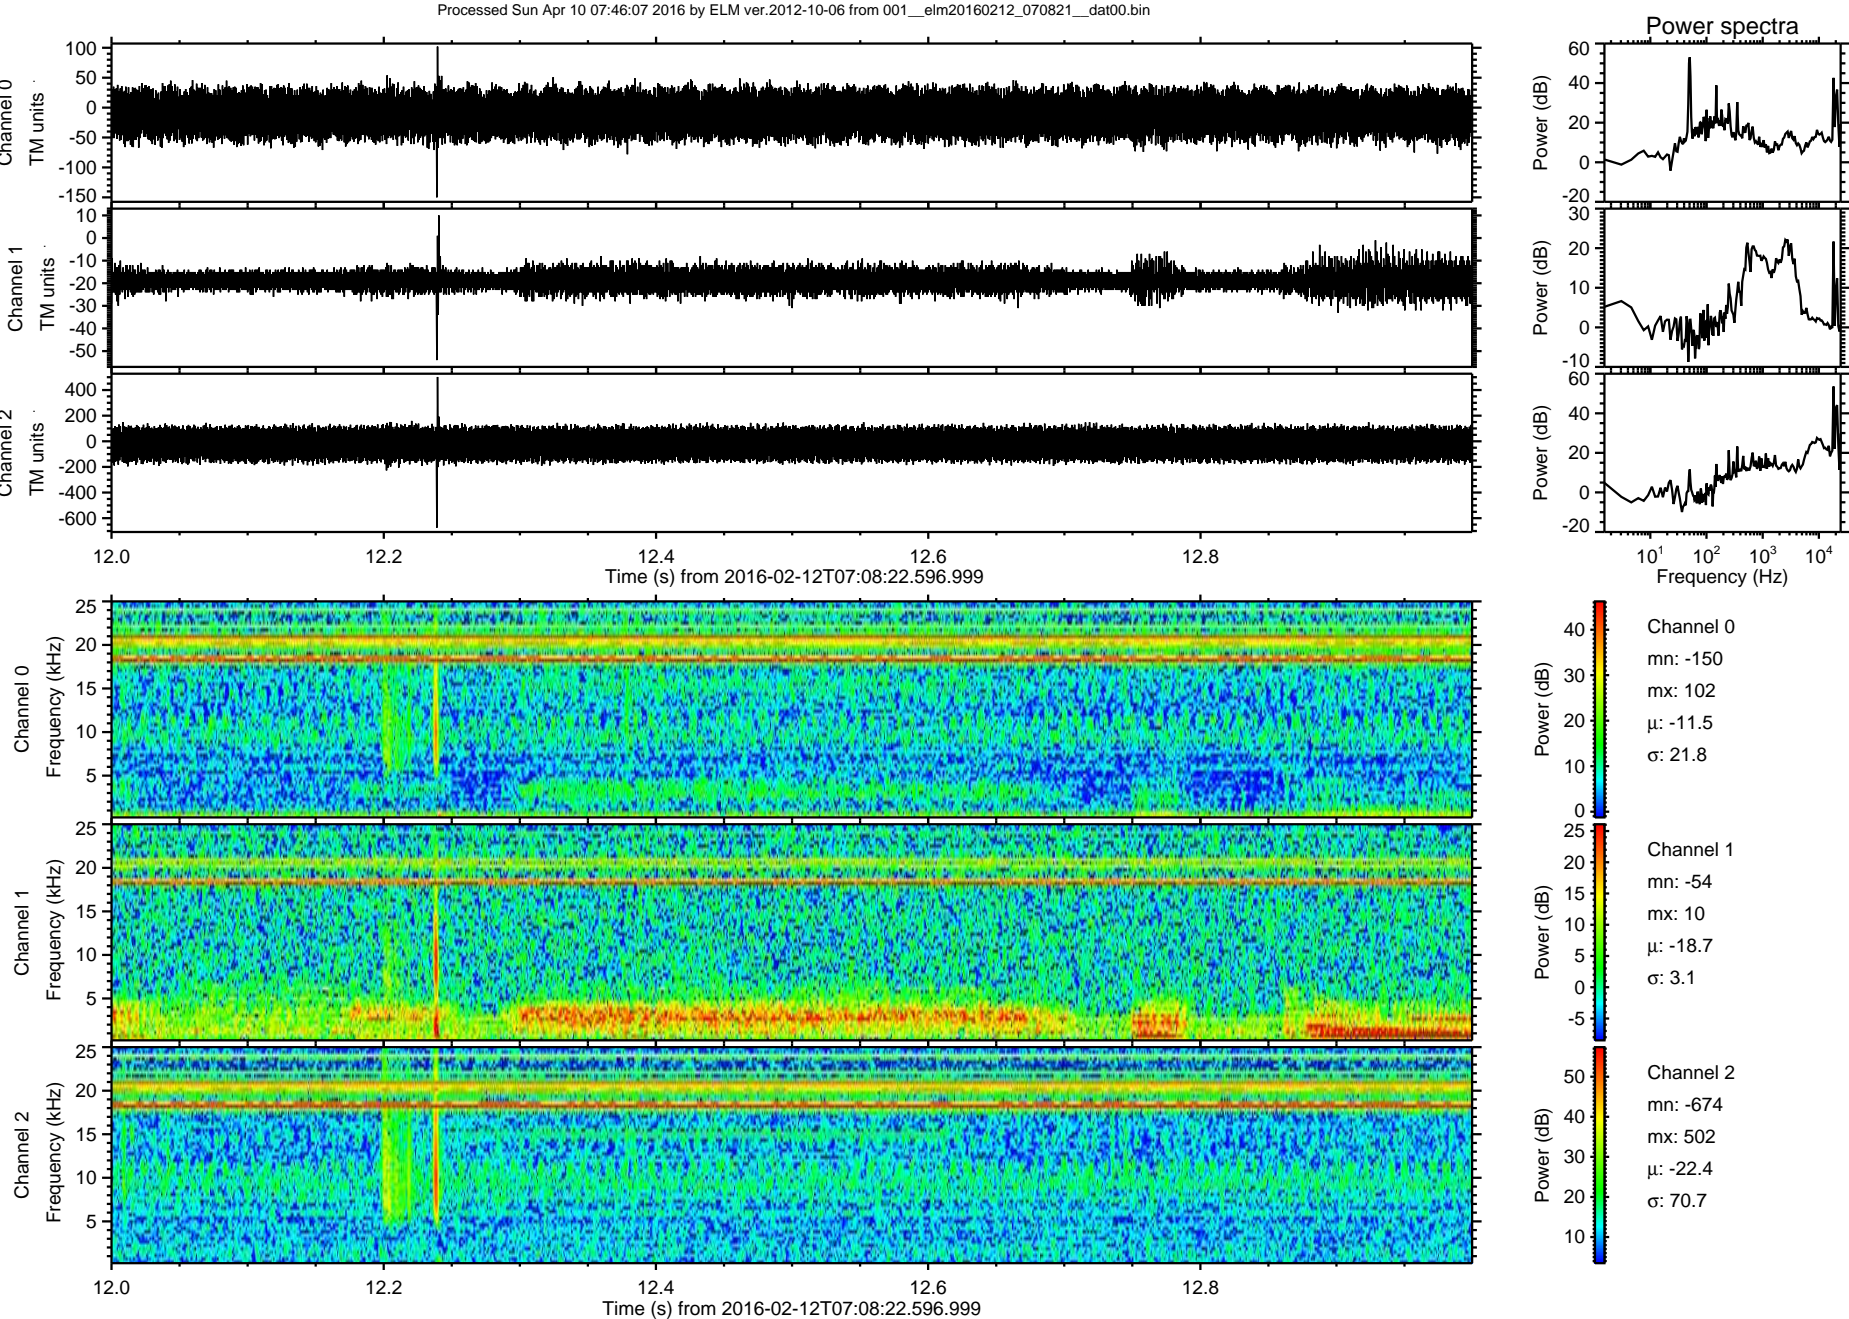 Processed Sun Apr 10 07:46:07 2016 by ELM ver.2012-10-06 from 001__elm20160212_070821__dat00.bin
Power spectra
Channel 0
TM units
100
50
0
-50
-100
-150
Power (dB)
60
40
20
0
-20
Channel 1
TM units
10
0
-10
-20
-30
-40
-50
Power (dB)
30
20
10
0
-10
Channel 2
TM units
400
200
0
-200
-400
-600
Power (dB)
60
40
20
0
-20
12.0 12.2 12.4 12.6 12.8
Time (s) from 2016-02-12T07:08:22.596.999
10¹ 10² 10³ 10⁴
Frequency (Hz)
Channel 0
Frequency (kHz)
25
20
15
10
5
Power (dB)
40
30
20
10
0
Channel 0
mn: -150
mx: 102
μ: -11.5
σ: 21.8
Channel 1
Frequency (kHz)
25
20
15
10
5
Power (dB)
25
20
15
10
5
0
-5
Channel 1
mn: -54
mx: 10
μ: -18.7
σ: 3.1
Channel 2
Frequency (kHz)
25
20
15
10
5
Power (dB)
50
40
30
20
10
Channel 2
mn: -674
mx: 502
μ: -22.4
σ: 70.7
12.0 12.2 12.4 12.6 12.8
Time (s) from 2016-02-12T07:08:22.596.999